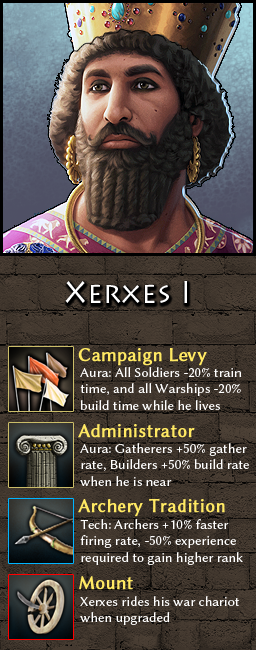 Xerxes I
Campaign Levy
Aura: All Soldiers -20% train
time, and all Warships -20%
build time while he lives
Administrator
Aura: Gatherers +50% gather
rate, Builders +50% build rate
when he is near
Archery Tradition
Tech: Archers +10% faster
firing rate, -50% experience
required to gain higher rank
Mount
Xerxes rides his war chariot
when upgraded